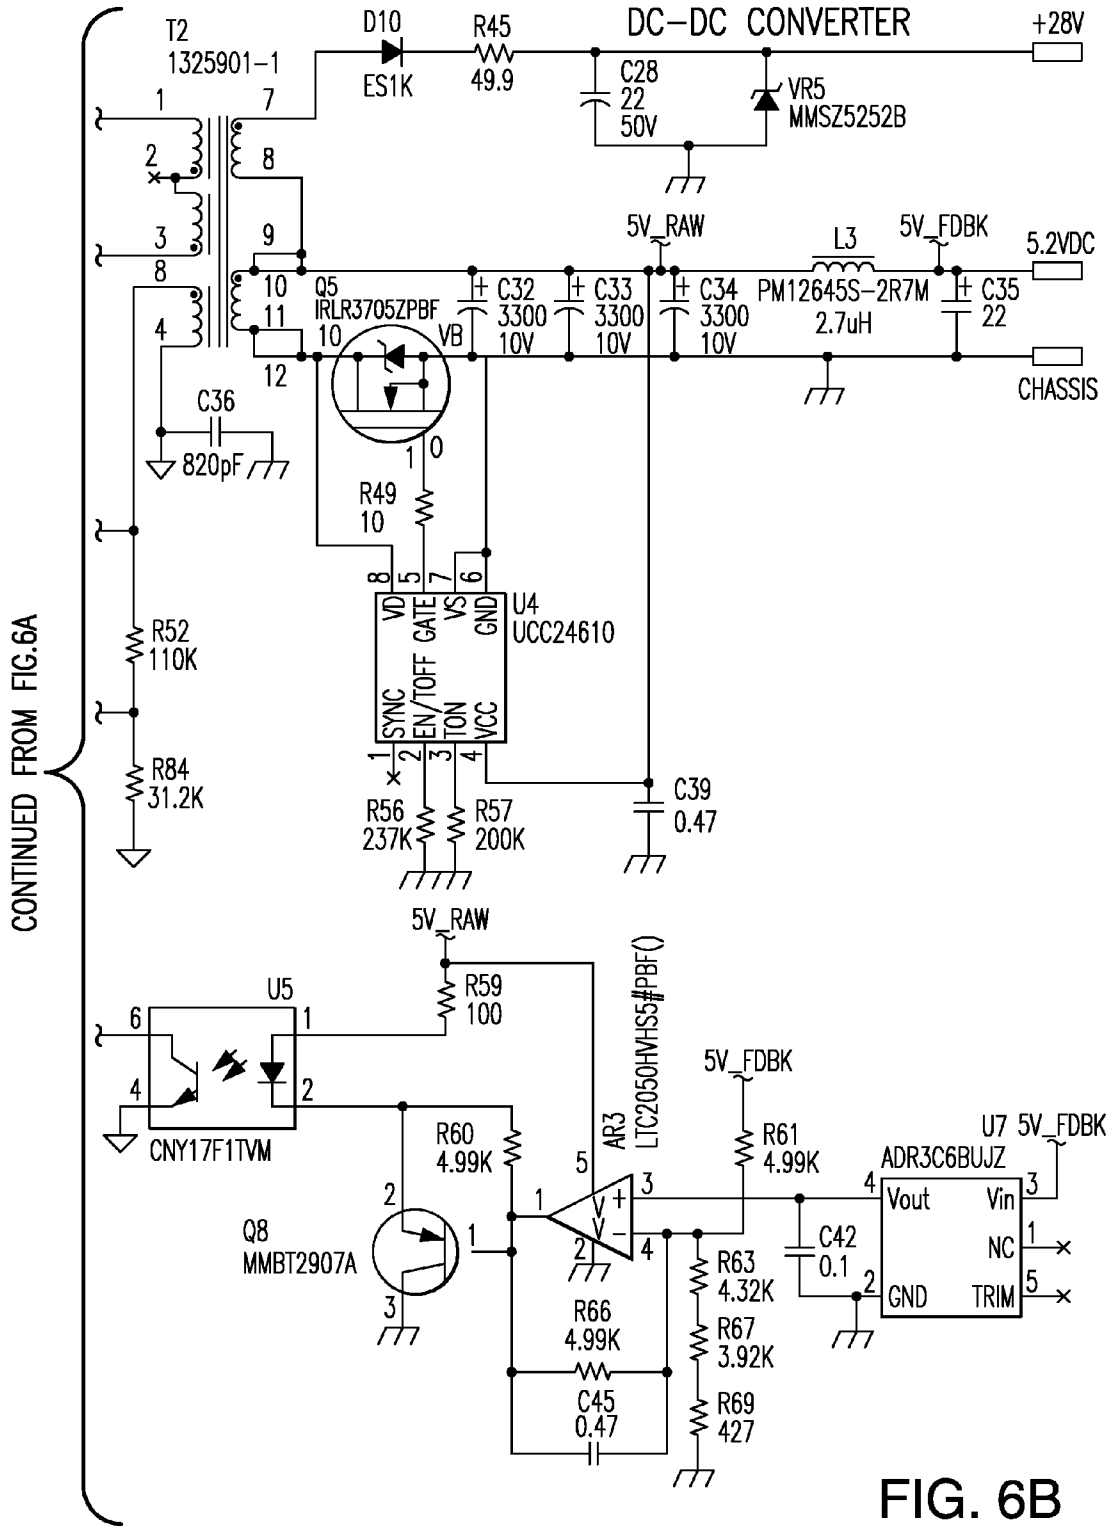 DC-DC CONVERTER
+28V
T2
1325901-1
D10
ES1K
R45
49.9
C28
22
50V
VR5
MMSZ5252B
1
2
3
8
4
7
8
9
10
11
12
5V_RAW
L3
PM12645S-2R7M
2.7uH
5V_FDBK
5.2VDC
Q5
IRLR3705ZPBF
10
VB
1
0
C32
3300
10V
C33
3300
10V
C34
3300
10V
C35
22
CHASSIS
C36
820pF
R49
10
8
5
7
6
VD
GATE
VS
GND
U4
UCC24610
SYNC
EN/TOFF
TON
VCC
1
2
3
4
R52
110K
R84
31.2K
CONTINUED FROM FIG.6A
R56
237K
R57
200K
C39
0.47
5V_RAW
R59
100
U5
6
4
1
2
CNY17F1TVM
R60
4.99K
AR3
LTC2050HVHS5#PBF()
5
1
3
4
2
+
-
V
V
5V_FDBK
R61
4.99K
U7
5V_FDBK
ADR3C6BUJZ
4
Vout
Vin
3
NC
1
2
GND
TRIM
5
C42
0.1
Q8
MMBT2907A
2
1
3
R63
4.32K
R67
3.92K
R69
427
R66
4.99K
C45
0.47
FIG. 6B